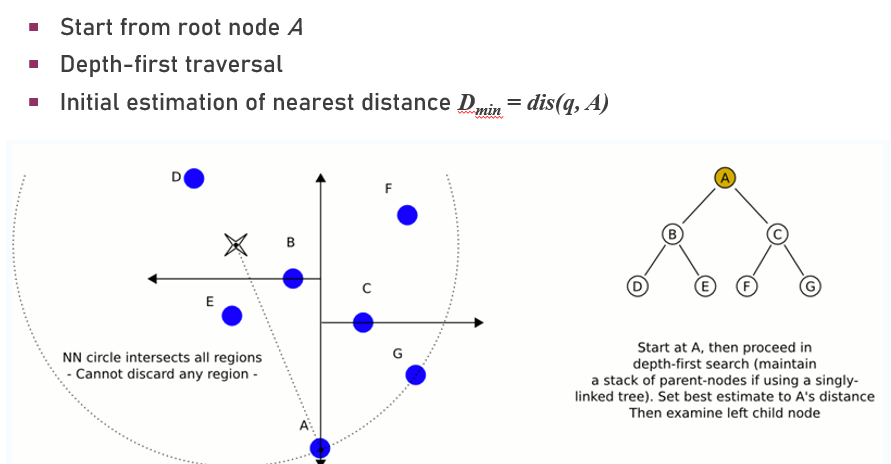 Start from root node A
Depth-first traversal
Initial estimation of nearest distance Dmin = dis(q, A)
D
F
B
C
E
G
A
NN circle intersects all regions
- Cannot discard any region -
A
B
C
D
E
F
G
Start at A, then proceed in
depth-first search (maintain
a stack of parent-nodes if using a singly-
linked tree). Set best estimate to A's distance
Then examine left child node